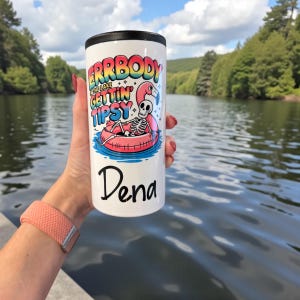 ERRBODY
GETTIN'
TIPSY
Dena